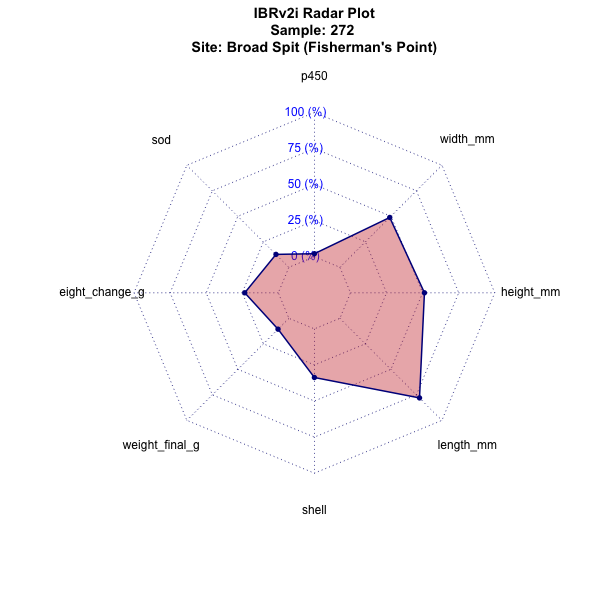 IBRv2i Radar Plot
Sample: 272
Site: Broad Spit (Fisherman's Point)
p450
100 (%)
sod
width_mm
75 (%)
50 (%)
25 (%)
0 (%)
eight_change_g
height_mm
weight_final_g
length_mm
shell